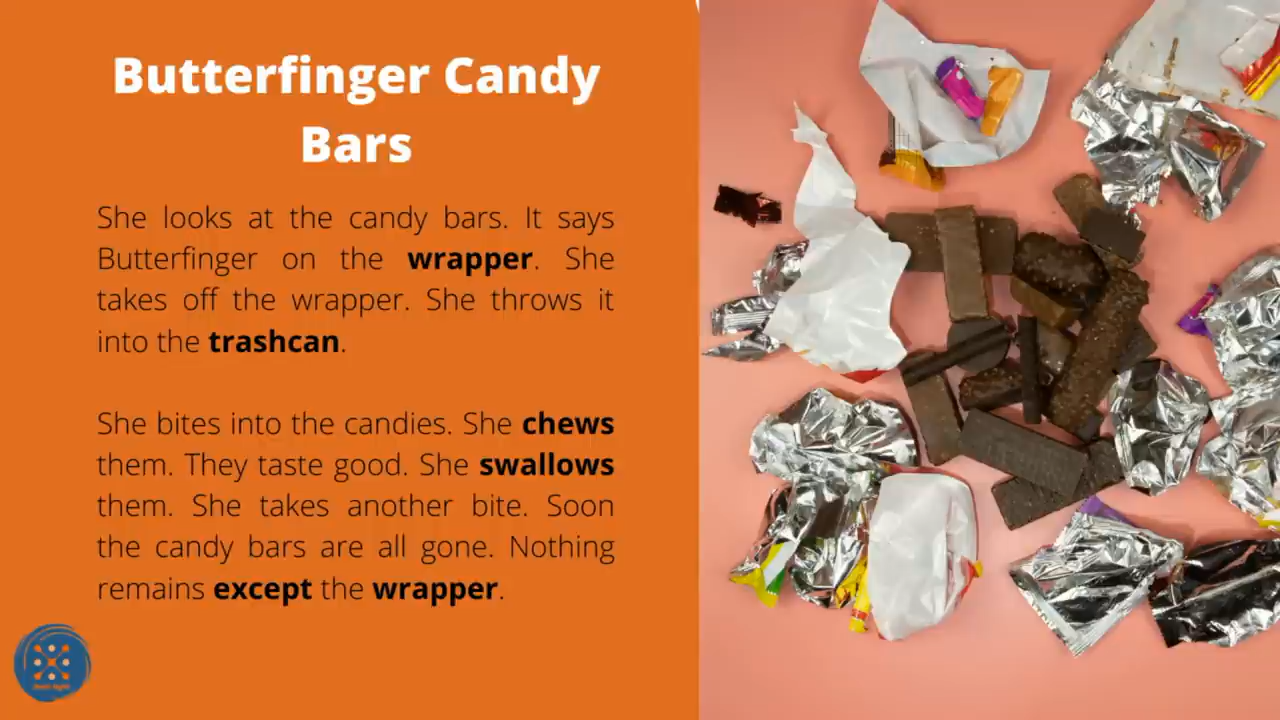 Butterfinger Candy
Bars
She looks at the candy bars. It says
Butterfinger on the wrapper. She
takes off the wrapper. She throws it
into the trashcan.
She bites into the candies. She chews
them. They taste good. She swallows
them. She takes another bite. Soon
the candy bars are all gone. Nothing
remains except the wrapper.